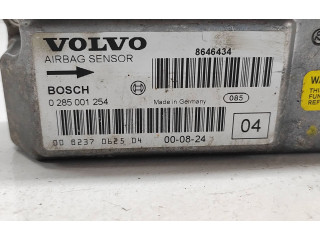 VOLVO
8646434
AIRBAG SENSOR
BOSCH
Made in Germany
0 285 001 254
085
00 8237 0625 04
00-08-24
04